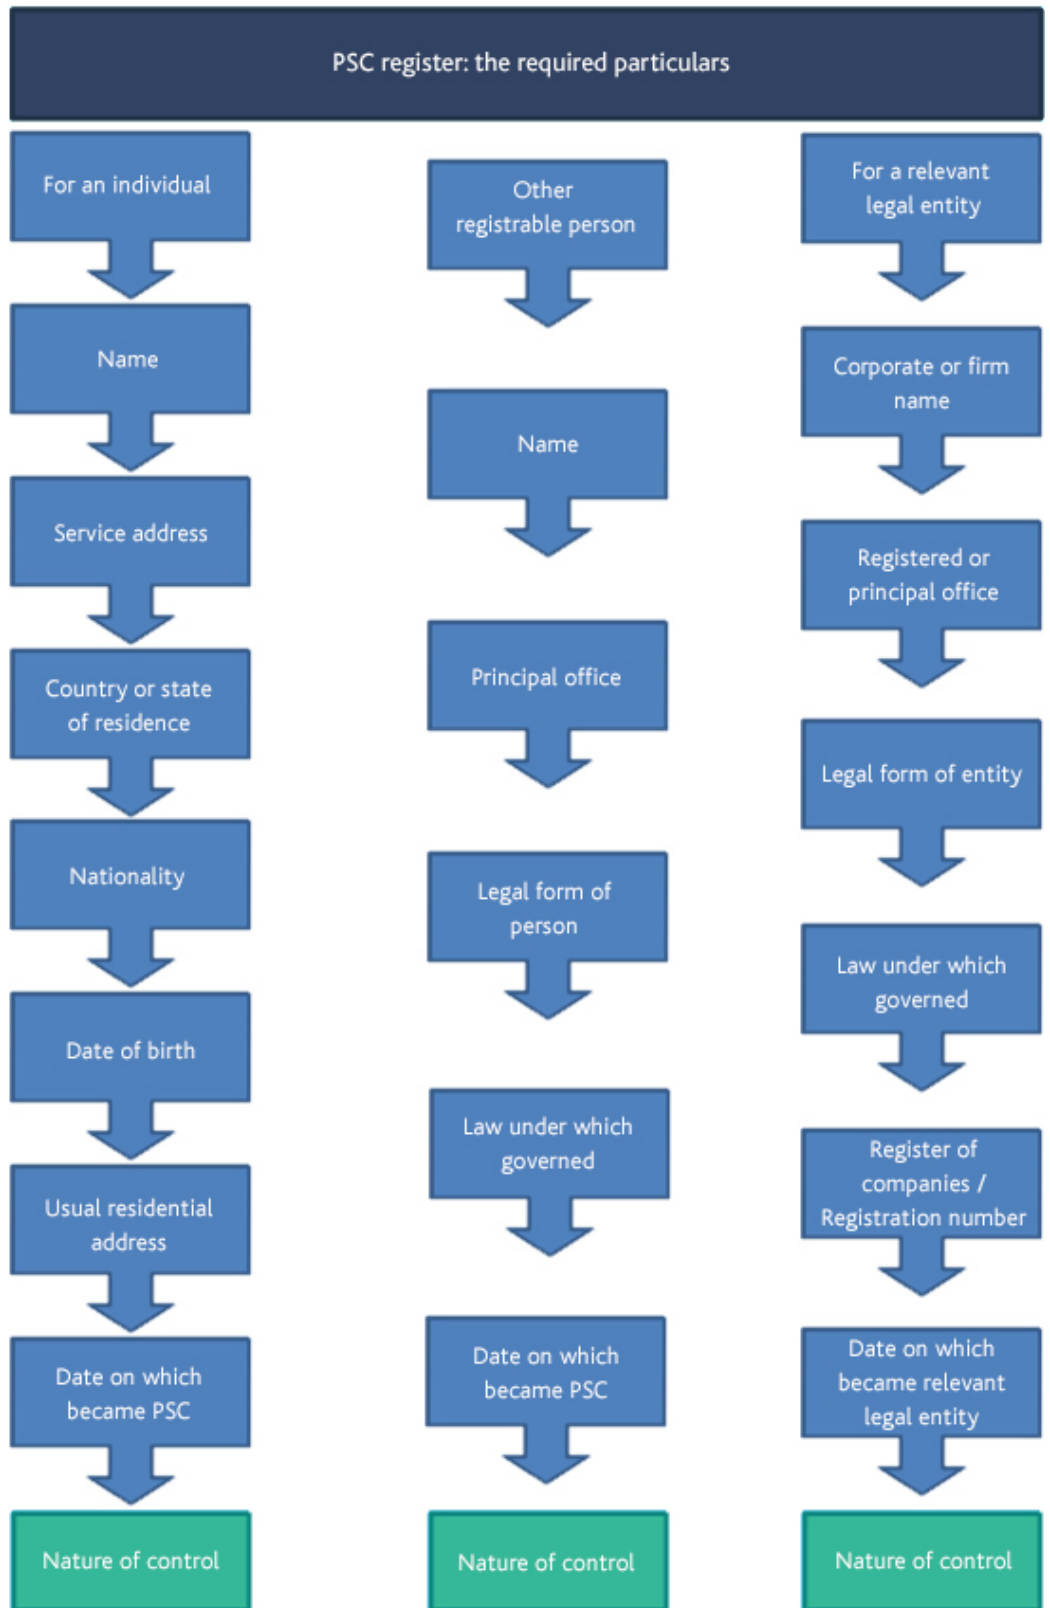 PSC register: the required particulars
For an individual
Name
Service address
Country or state
of residence
Nationality
Date of birth
Usual residential
address
Date on which
became PSC
Nature of control
Other
registrable person
Name
Principal office
Legal form of
person
Law under which
governed
Date on which
became PSC
Nature of control
For a relevant
legal entity
Corporate or firm
name
Registered or
principal office
Legal form of entity
Law under which
governed
Register of
companies /
Registration number
Date on which
became relevant
legal entity
Nature of control